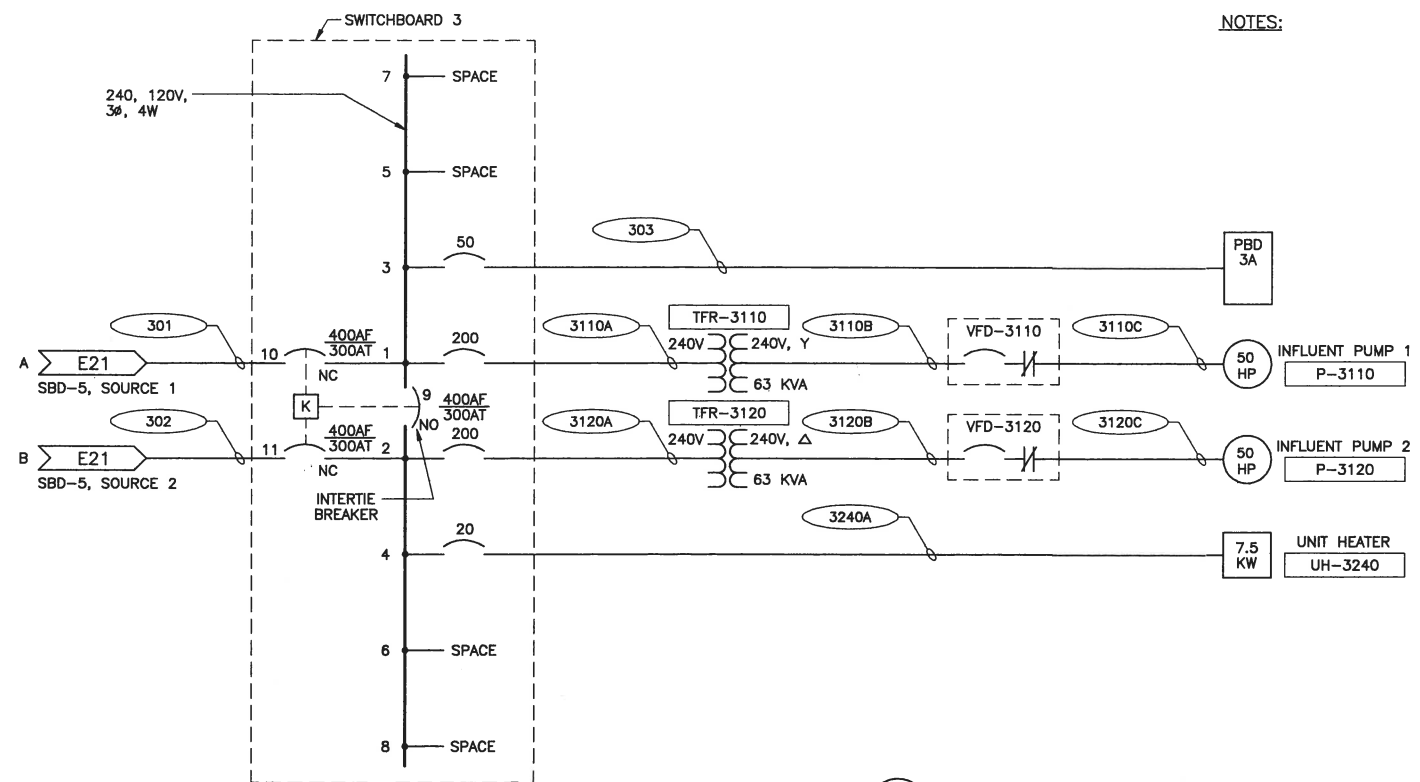 SWITCHBOARD 3
NOTES:
7 SPACE
240, 120V,
3ø, 4W
5 SPACE
303
50
3
PBD
3A
301
10
400AF
300AT
NC
1
200
3110A
TFR-3110
240V
240V, Y
63 KVA
3110B
VFD-3110
3110C
50
HP
INFLUENT PUMP 1
P-3110
A
E21
SBD-5, SOURCE 1
K
9
NO
400AF
300AT
302
11
400AF
300AT
NC
2
200
3120A
TFR-3120
240V
240V, Δ
63 KVA
3120B
VFD-3120
3120C
50
HP
INFLUENT PUMP 2
P-3120
B
E21
SBD-5, SOURCE 2
INTERTIE
BREAKER
20
4
3240A
7.5
KW
UNIT HEATER
UH-3240
6 SPACE
8 SPACE